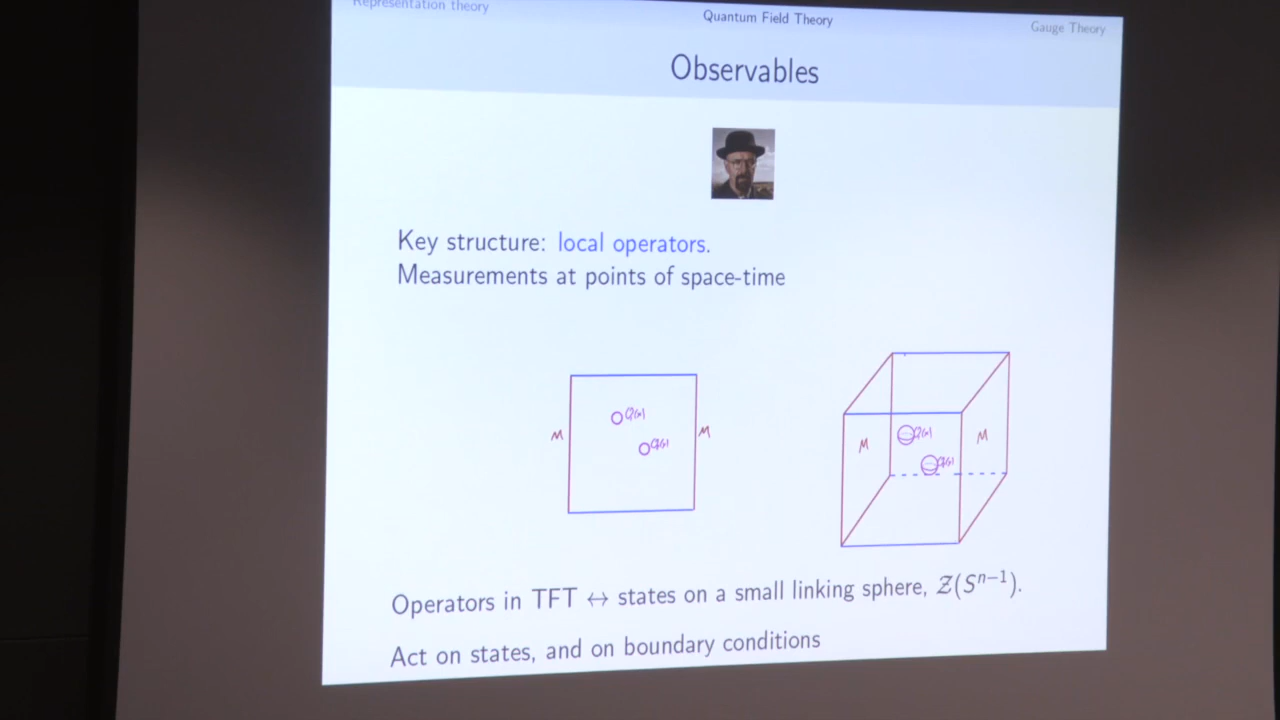 Representation theory
Quantum Field Theory
Gauge Theory
Observables
Key structure: local operators.
Measurements at points of space-time
M
M
M
M
Operators in TFT ↔ states on a small linking sphere, 𝒵(Sⁿ⁻¹).
Act on states, and on boundary conditions